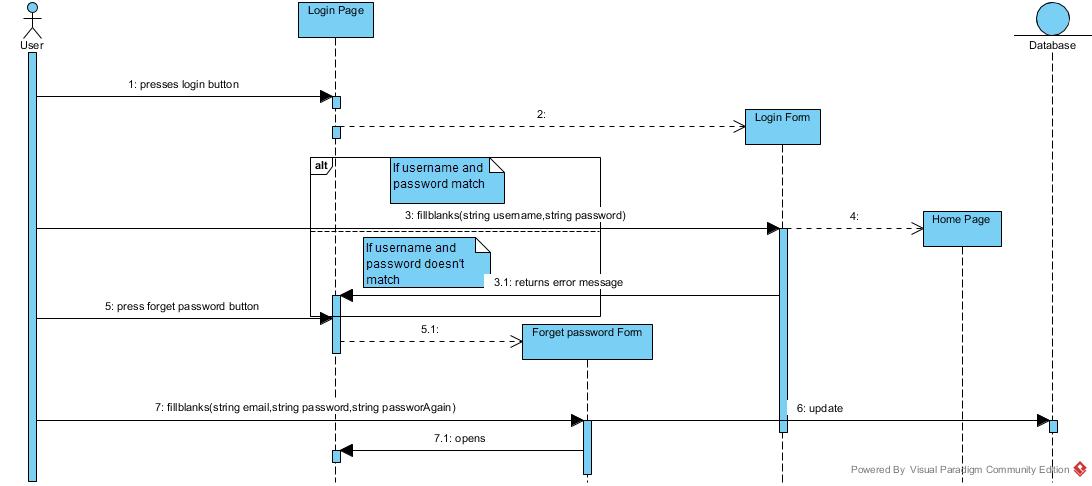 Login Page
User
Database
1: presses login button
2:
Login Form
alt
If username and
password match
3: fillblanks(string username,string password)
4:
Home Page
If username and
password doesn't
match
3.1: returns error message
5: press forget password button
5.1:
Forget password Form
7: fillblanks(string email,string password,string passworAgain)
6: update
7.1: opens
Powered By Visual Paradigm Community Edition